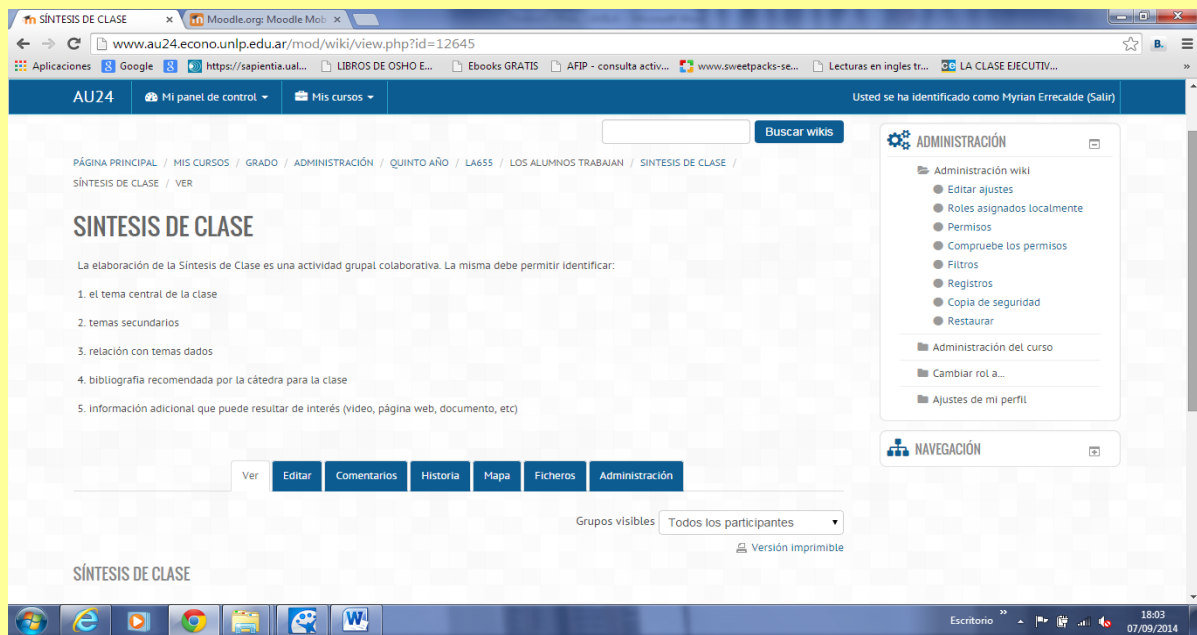 SÍNTESIS DE CLASE
Moodle.org: Moodle Mob
www.au24.econo.unlp.edu.ar/mod/wiki/view.php?id=12645
B.
Aplicaciones Google https://sapientia.ual... LIBROS DE OSHO E... Ebooks GRATIS AFIP - consulta activ... www.sweetpacks-se... Lecturas en ingles tr... LA CLASE EJECUTIV... »
AU24 Mi panel de control Mis cursos Usted se ha identificado como Myrian Errecalde (Salir)
Buscar wikis
PÁGINA PRINCIPAL / MIS CURSOS / GRADO / ADMINISTRACIÓN / QUINTO AÑO / LA655 / LOS ALUMNOS TRABAJAN / SINTESIS DE CLASE /
SÍNTESIS DE CLASE / VER
SINTESIS DE CLASE
La elaboración de la Síntesis de Clase es una actividad grupal colaborativa. La misma debe permitir identificar:
1. el tema central de la clase
2. temas secundarios
3. relación con temas dados
4. bibliografia recomendada por la cátedra para la clase
5. información adicional que puede resultar de interés (video, página web, documento, etc)
Ver Editar Comentarios Historia Mapa Ficheros Administración
Grupos visibles Todos los participantes
Versión imprimible
SÍNTESIS DE CLASE
ADMINISTRACIÓN
Administración wiki
Editar ajustes
Roles asignados localmente
Permisos
Compruebe los permisos
Filtros
Registros
Copia de seguridad
Restaurar
Administración del curso
Cambiar rol a...
Ajustes de mi perfil
NAVEGACIÓN
Escritorio » 18:03
07/09/2014